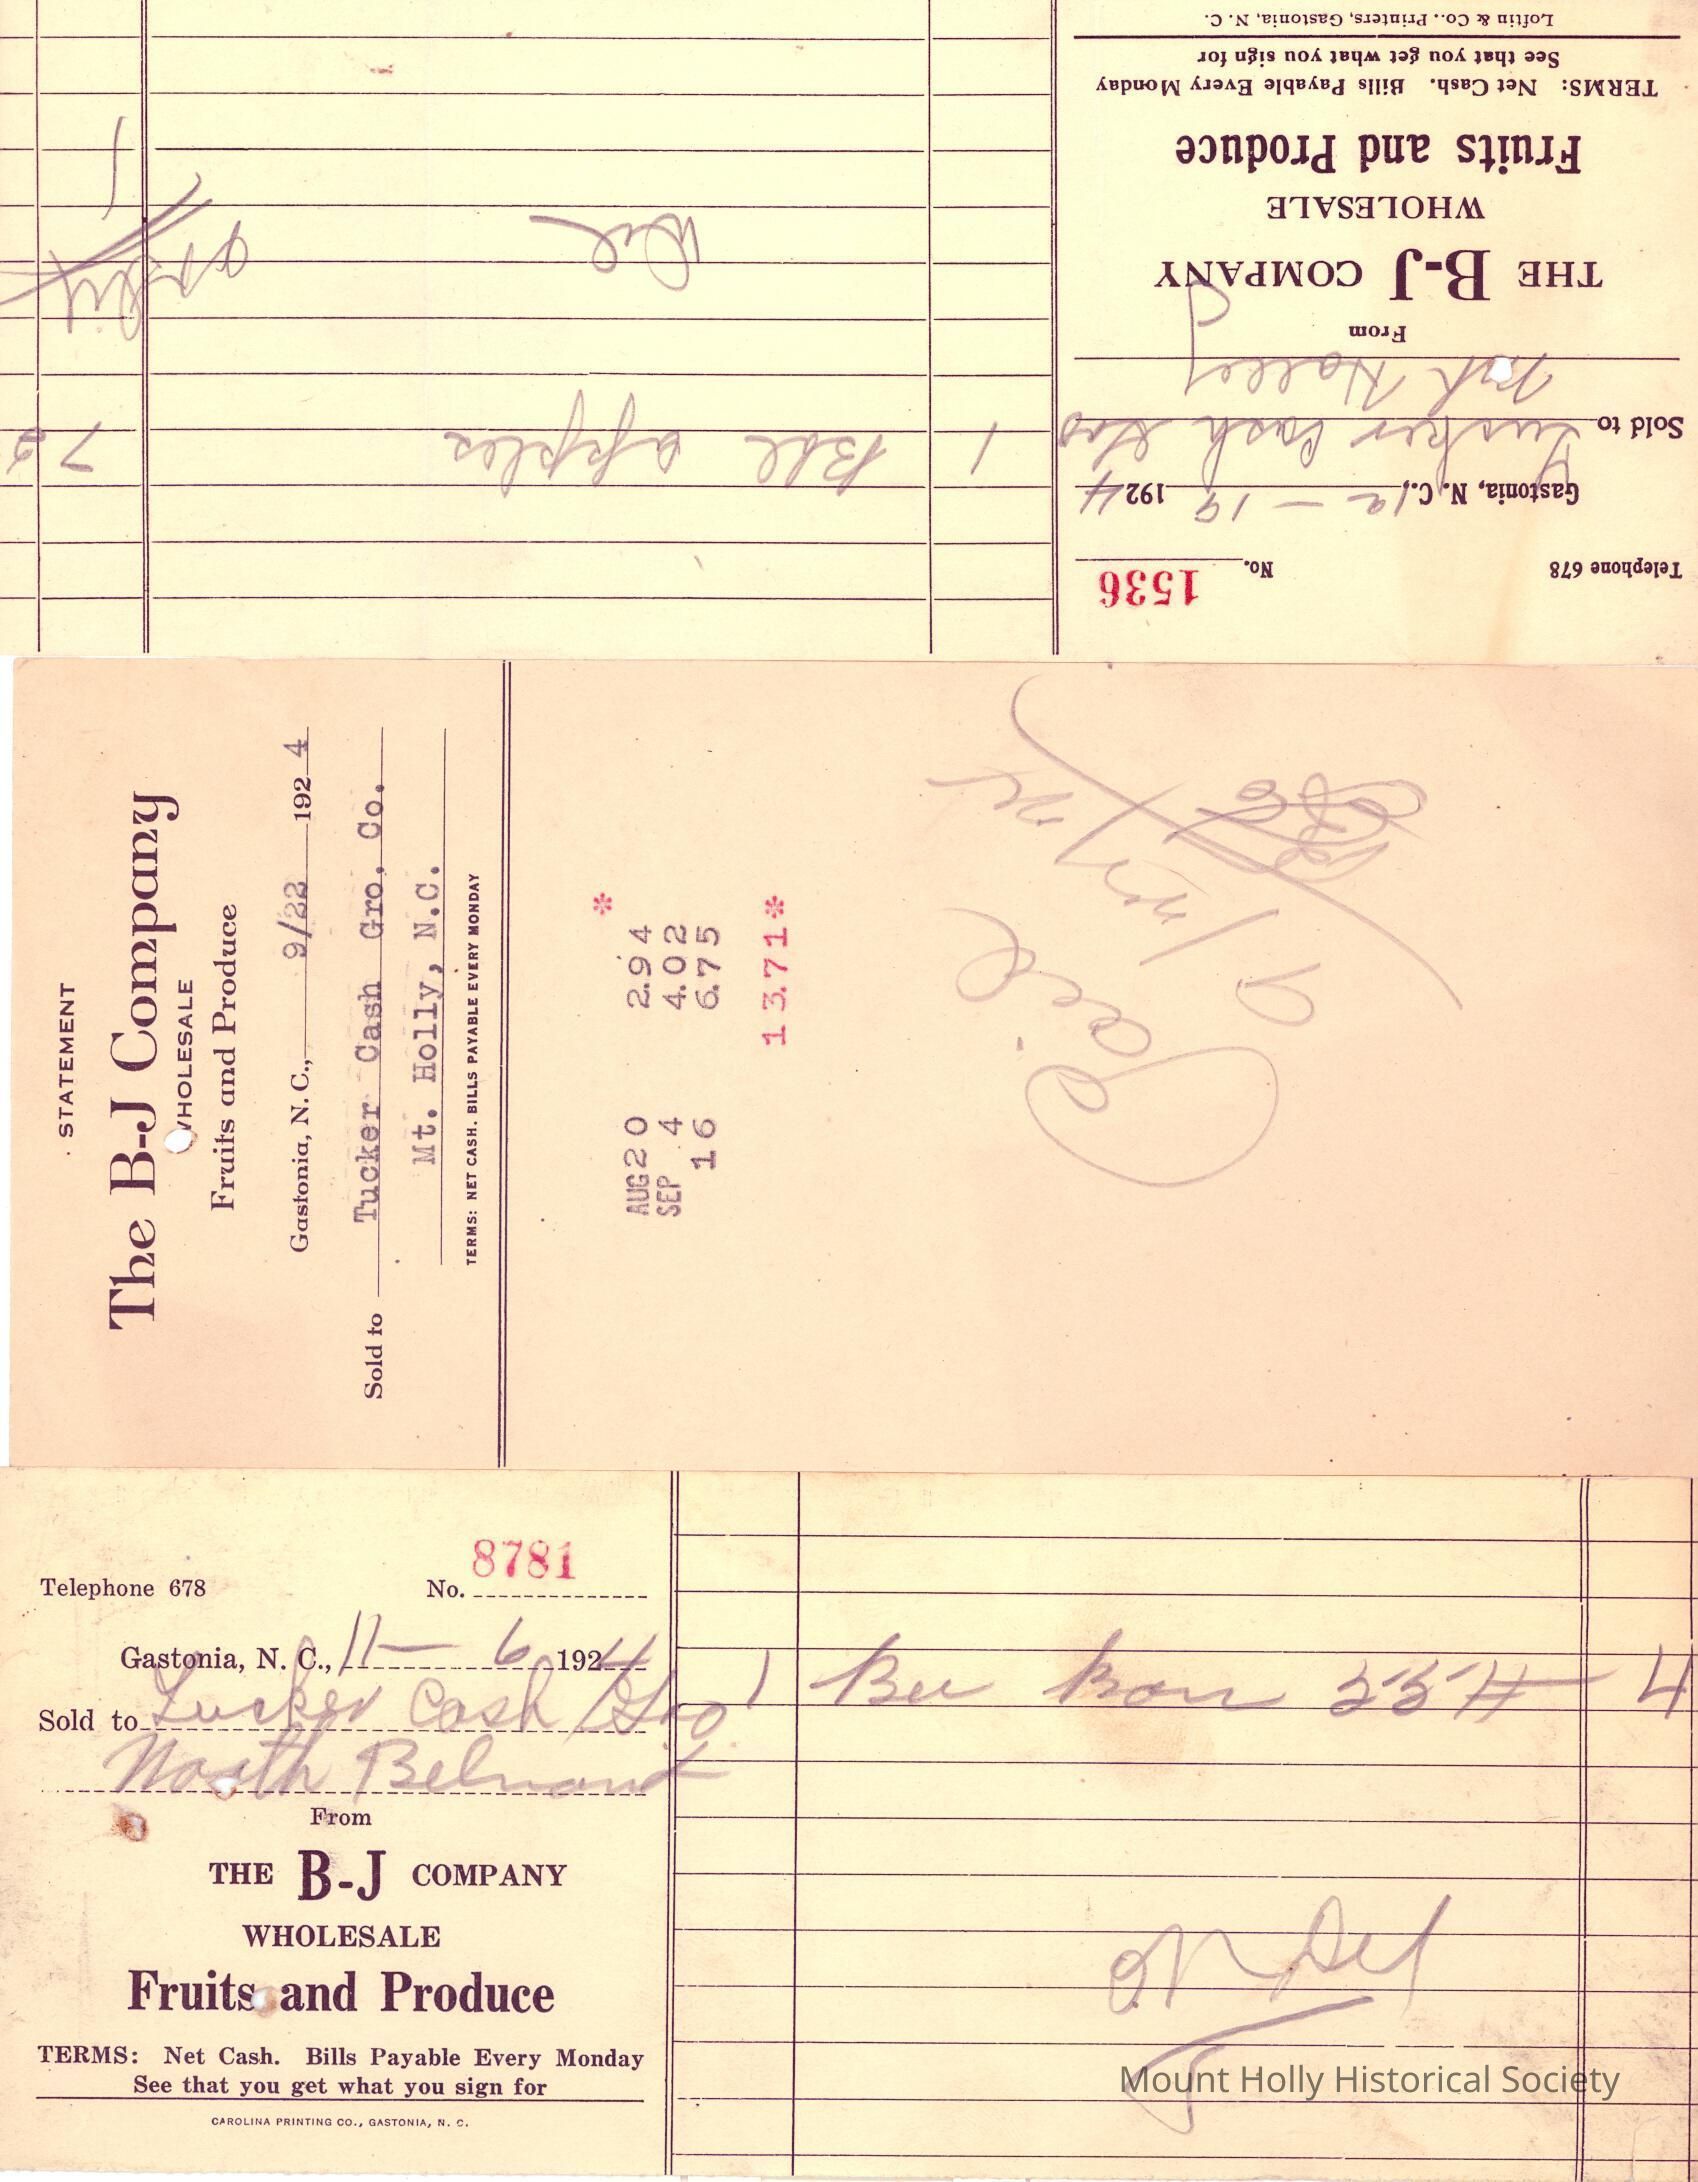 Telephone 678 No. 1536
Gastonia, N. C., 12 - 19 1924
Sold to Tucker Cash Gro
Mt Holly
From
THE B-J COMPANY
WHOLESALE
Fruits and Produce
TERMS: Net Cash. Bills Payable Every Monday
See that you get what you sign for
Loftin & Co.. Printers, Gastonia, N. C.
1 Bbl apples 7
Del
STATEMENT
The B-J Company
WHOLESALE
Fruits and Produce
Gastonia, N. C., 9/22 192 4
Sold to Tucker Cash Gro. Co.
Mt. Holly, N.C.
TERMS: NET CASH. BILLS PAYABLE EVERY MONDAY
*
AUG 20 2.94
SEP 4 4.02
16 6.75
13.71*
Paid
Telephone 678 No. 8781
Gastonia, N. C., 11- 6 1924
Sold to Tucker Cash Gro
North Belmont
From
THE B-J COMPANY
WHOLESALE
Fruits and Produce
TERMS: Net Cash. Bills Payable Every Monday
See that you get what you sign for
CAROLINA PRINTING CO., GASTONIA, N. C.
1 4
Mount Holly Historical Society